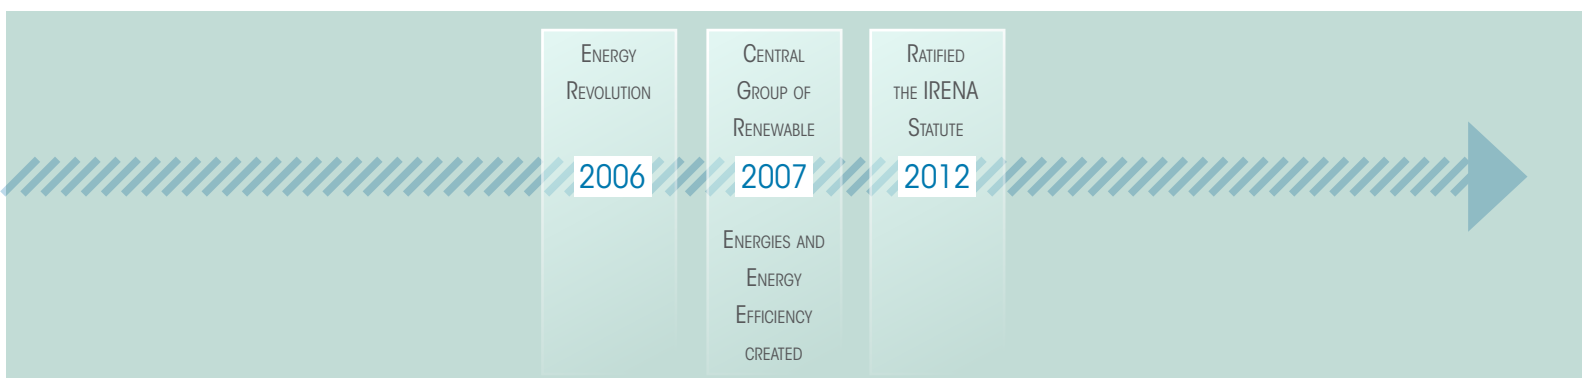 Energy
Revolution
2006
Central
Group of
Renewable
2007
Energies and
Energy
Efficiency
created
Ratified
the IRENA
Statute
2012